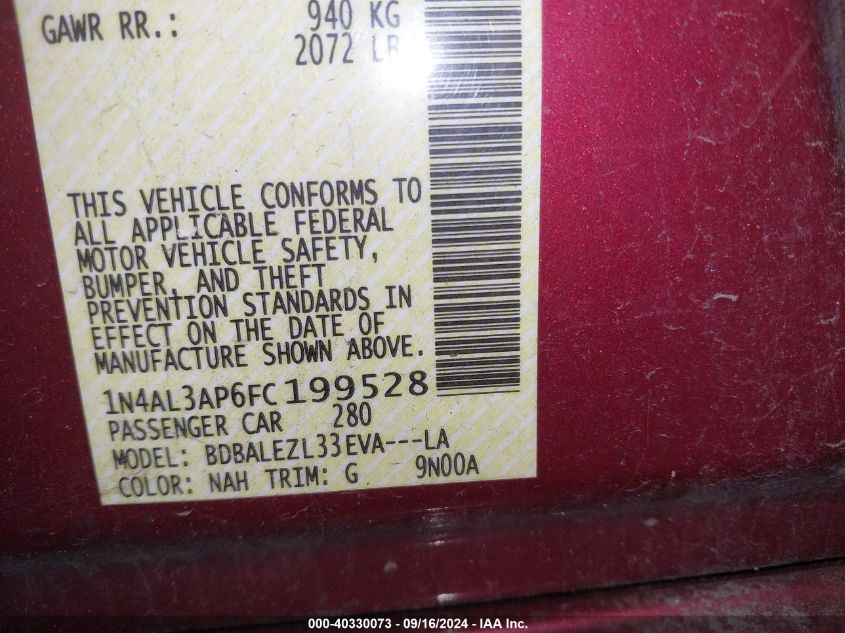 GAWR RR.: 940 KG
2072 LB
THIS VEHICLE CONFORMS TO
ALL APPLICABLE FEDERAL
MOTOR VEHICLE SAFETY,
BUMPER, AND THEFT
PREVENTION STANDARDS IN
EFFECT ON THE DATE OF
MANUFACTURE SHOWN ABOVE.
1N4AL3AP6FC199528
PASSENGER CAR 280
MODEL: BDBALEZL33EVA---LA
COLOR: NAH TRIM: G 9N00A
000-40330073 - 09/16/2024 - IAA Inc.